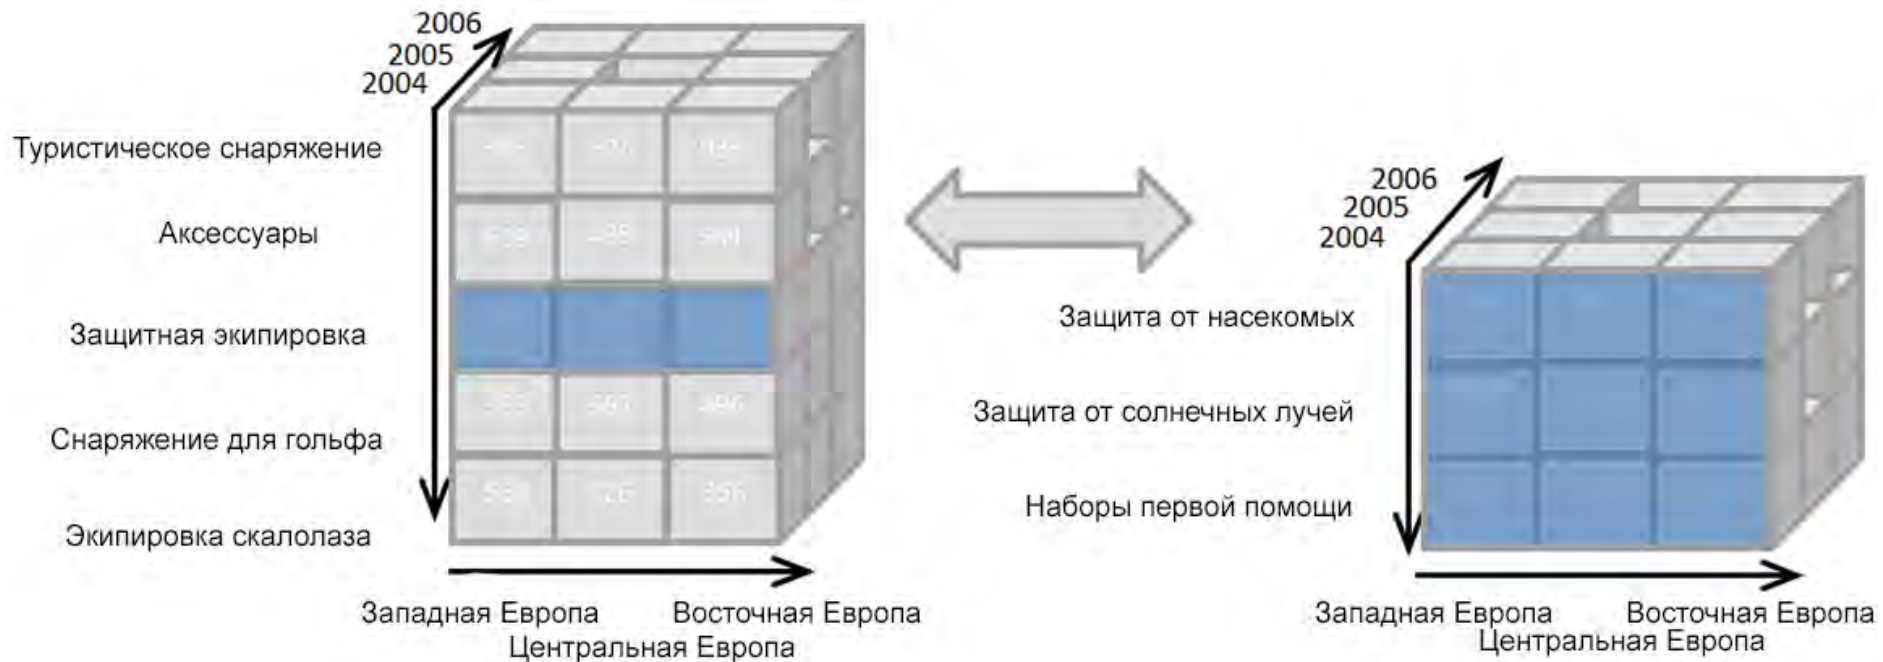 2006
2005
2004
Туристическое снаряжение
Аксессуары
Защитная экипировка
Снаряжение для гольфа
Экипировка скалолаза
Западная Европа
Восточная Европа
Центральная Европа
2006
2005
2004
Защита от насекомых
Защита от солнечных лучей
Наборы первой помощи
Западная Европа
Восточная Европа
Центральная Европа